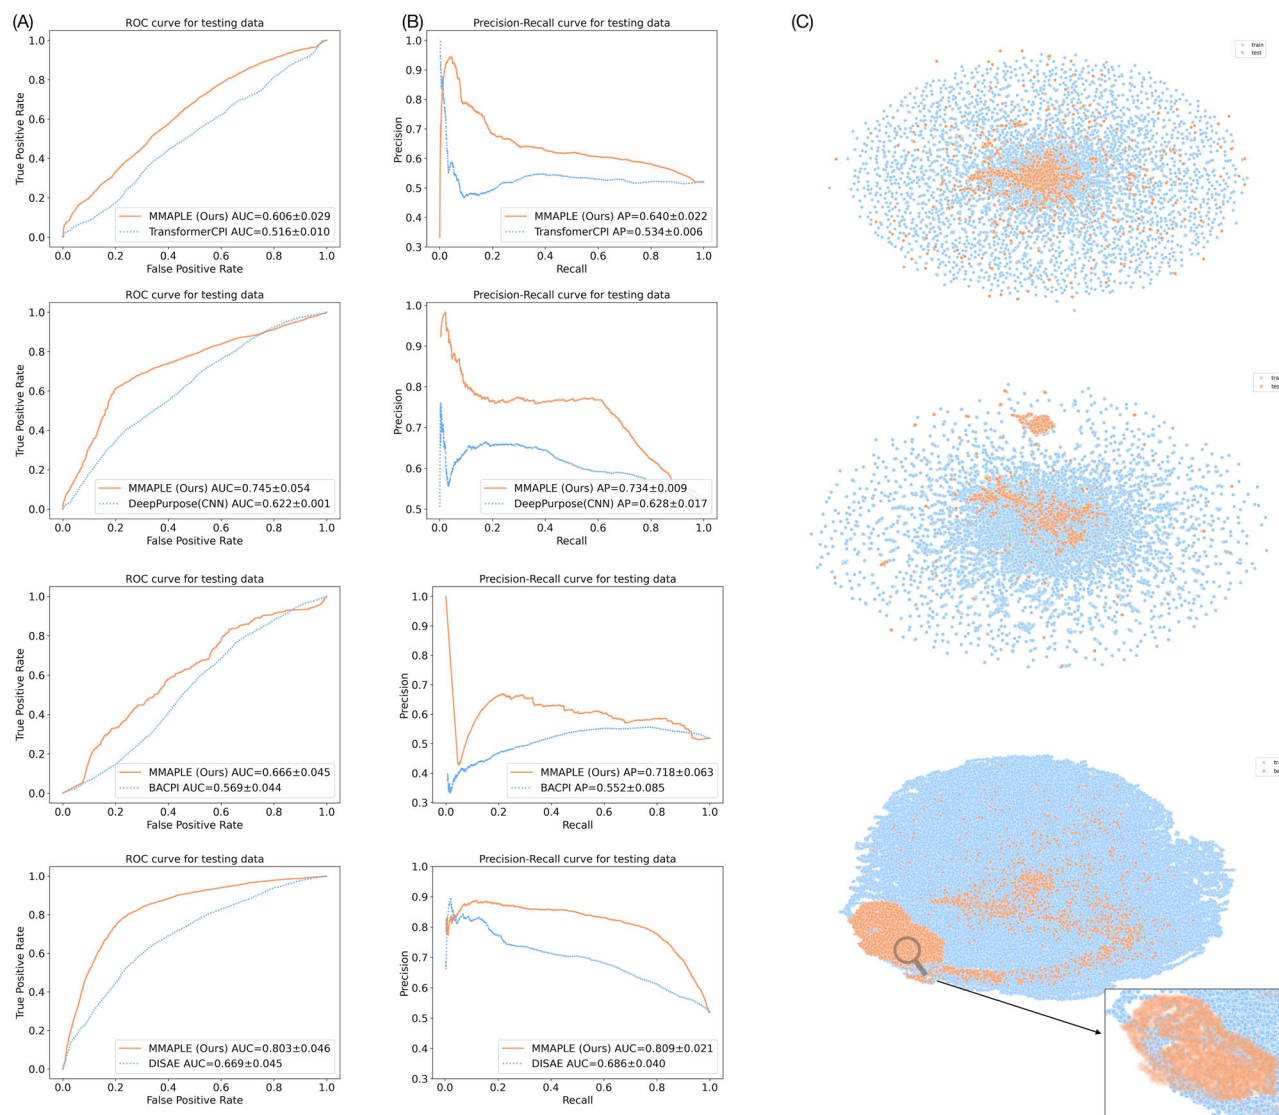 (A)
ROC curve for testing data
True Positive Rate
1.0
0.8
0.6
0.4
0.2
0.0
MMAPLE (Ours) AUC=0.606±0.029
TransfomerCPI AUC=0.516±0.010
0.0 0.2 0.4 0.6 0.8 1.0
False Positive Rate
(B)
Precision-Recall curve for testing data
Precision
1.0
0.9
0.8
0.7
0.6
0.5
0.4
0.3
MMAPLE (Ours) AP=0.640±0.022
TransfomerCPI AP=0.534±0.006
0.0 0.2 0.4 0.6 0.8 1.0
Recall
(C)
train
test
ROC curve for testing data
True Positive Rate
1.0
0.8
0.6
0.4
0.2
0.0
MMAPLE (Ours) AUC=0.745±0.054
DeepPurpose(CNN) AUC=0.622±0.001
0.0 0.2 0.4 0.6 0.8 1.0
False Positive Rate
Precision-Recall curve for testing data
Precision
1.0
0.9
0.8
0.7
0.6
0.5
MMAPLE (Ours) AP=0.734±0.009
DeepPurpose(CNN) AP=0.628±0.017
0.0 0.2 0.4 0.6 0.8 1.0
Recall
trai
test
ROC curve for testing data
True Positive Rate
1.0
0.8
0.6
0.4
0.2
0.0
MMAPLE (Ours) AUC=0.666±0.045
BACPI AUC=0.569±0.044
0.0 0.2 0.4 0.6 0.8 1.0
False Positive Rate
Precision-Recall curve for testing data
Precision
1.0
0.9
0.8
0.7
0.6
0.5
0.4
0.3
MMAPLE (Ours) AP=0.718±0.063
BACPI AP=0.552±0.085
0.0 0.2 0.4 0.6 0.8 1.0
Recall
ROC curve for testing data
True Positive Rate
1.0
0.8
0.6
0.4
0.2
0.0
MMAPLE (Ours) AUC=0.803±0.046
DISAE AUC=0.669±0.045
0.0 0.2 0.4 0.6 0.8 1.0
False Positive Rate
Precision-Recall curve for testing data
Precision
1.0
0.9
0.8
0.7
0.6
0.5
0.4
0.3
MMAPLE (Ours) AUC=0.809±0.021
DISAE AUC=0.686±0.040
0.0 0.2 0.4 0.6 0.8 1.0
Recall